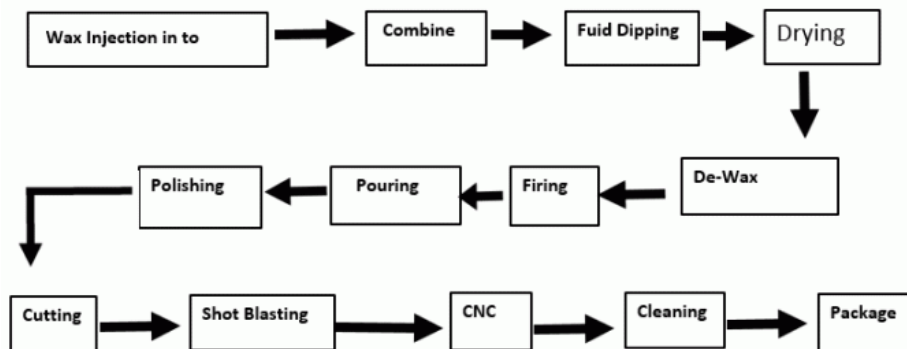 Wax Injection in to
Combine
Fuid Dipping
Drying
De-Wax
Firing
Pouring
Polishing
Cutting
Shot Blasting
CNC
Cleaning
Package